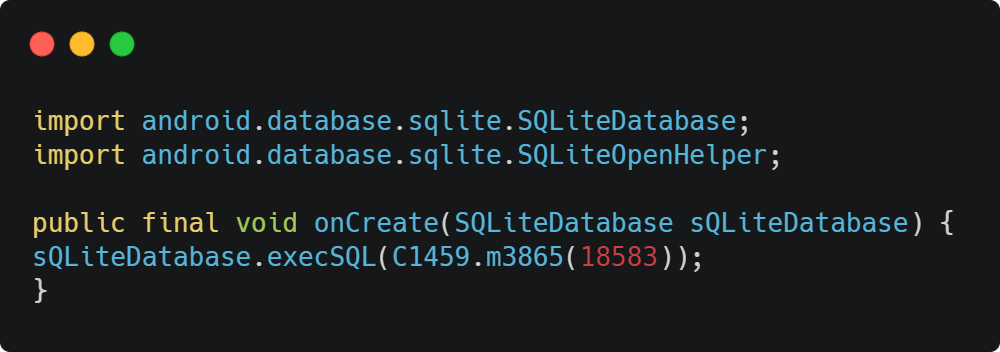 import android.database.sqlite.SQLiteDatabase;
import android.database.sqlite.SQLiteOpenHelper;
public final void onCreate(SQLiteDatabase sQLiteDatabase) {
sQLiteDatabase.execSQL(C1459.m3865(18583));
}